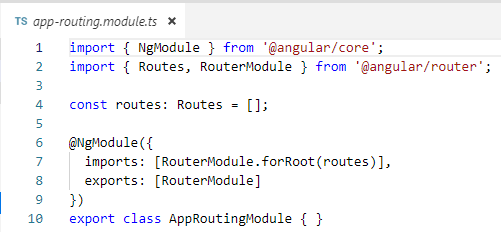 TS app-routing.module.ts ×
1 import { NgModule } from '@angular/core';
2 import { Routes, RouterModule } from '@angular/router';
3
4 const routes: Routes = [];
5
6 @NgModule({
7   imports: [RouterModule.forRoot(routes)],
8   exports: [RouterModule]
9 })
10 export class AppRoutingModule { }